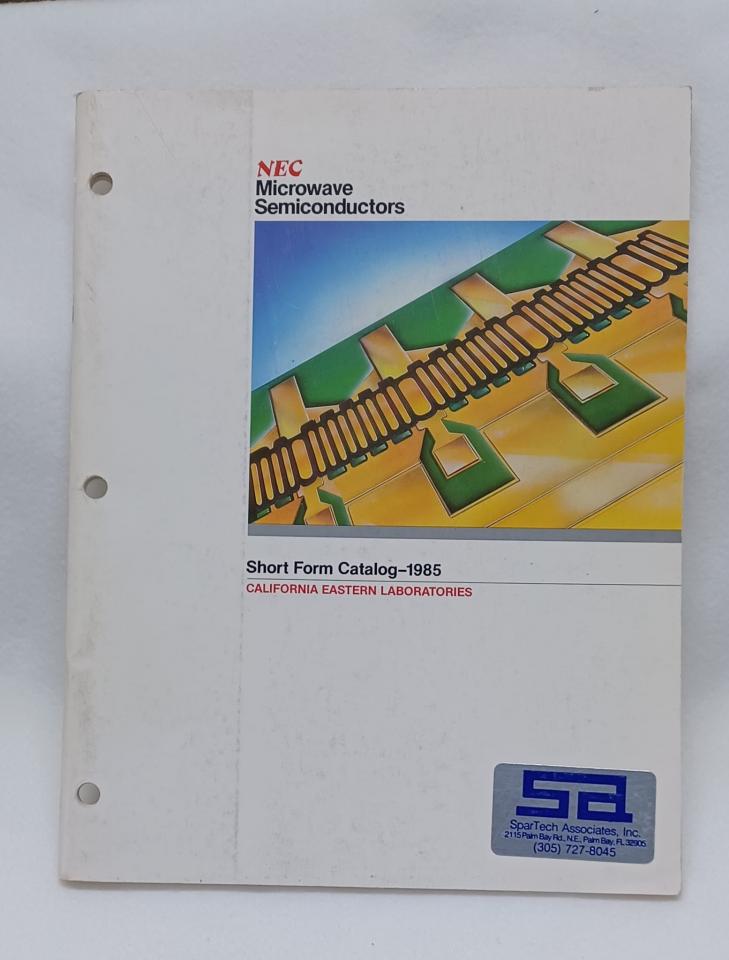 NEC
Microwave
Semiconductors
Short Form Catalog–1985
CALIFORNIA EASTERN LABORATORIES
sa
SparTech Associates, Inc.
2115 Palm Bay Rd., N.E., Palm Bay, FL 32905
(305) 727-8045